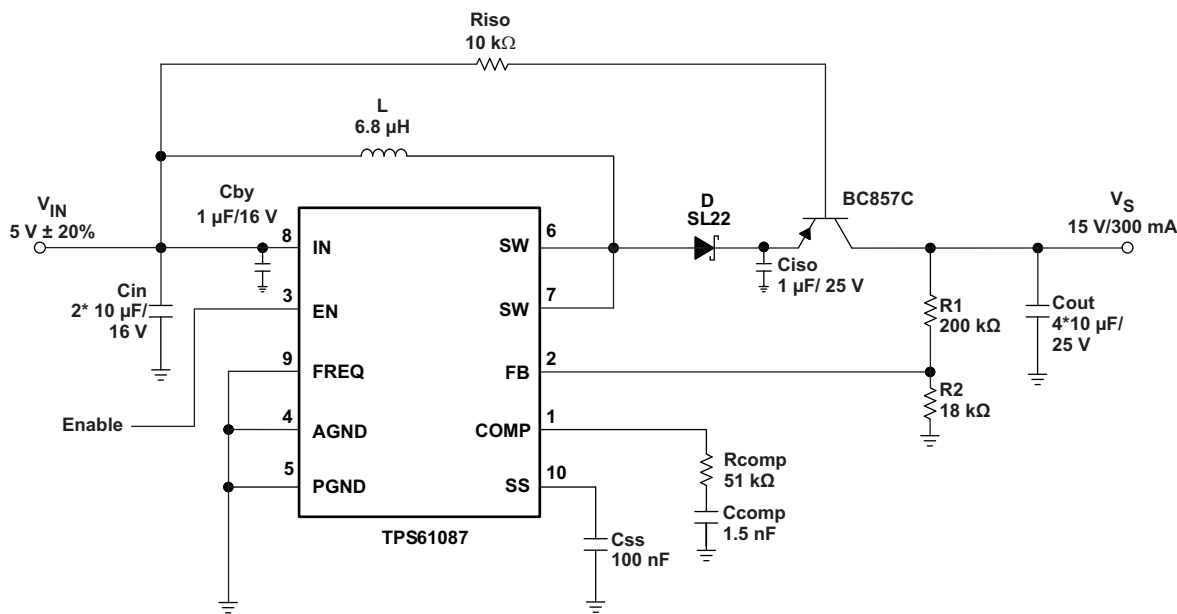 Riso
10 kΩ
L
6.8 µH
Cby
1 µF/16 V
V_IN
5 V ± 20%
Cin
2* 10 µF/
16 V
Enable
8
IN
3
EN
9
FREQ
4
AGND
5
PGND
6
SW
7
SW
2
FB
1
COMP
10
SS
TPS61087
D
SL22
BC857C
Ciso
1 µF/ 25 V
V_S
15 V/300 mA
R1
200 kΩ
Cout
4*10 µF/
25 V
R2
18 kΩ
Rcomp
51 kΩ
Ccomp
1.5 nF
Css
100 nF